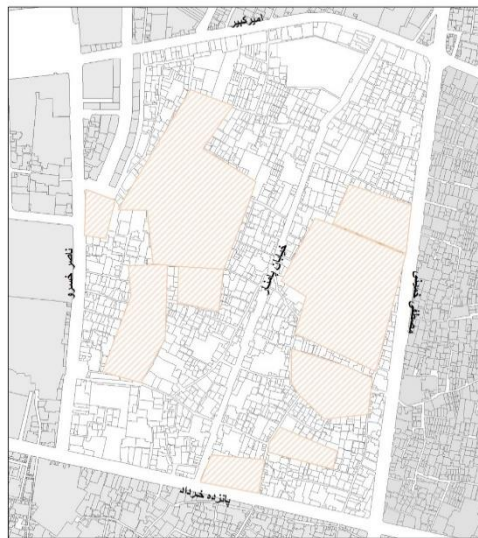 امیرکبیر
خیابان پامنار
ناصر خسرو
مصطفی خمینی
پانزده خرداد